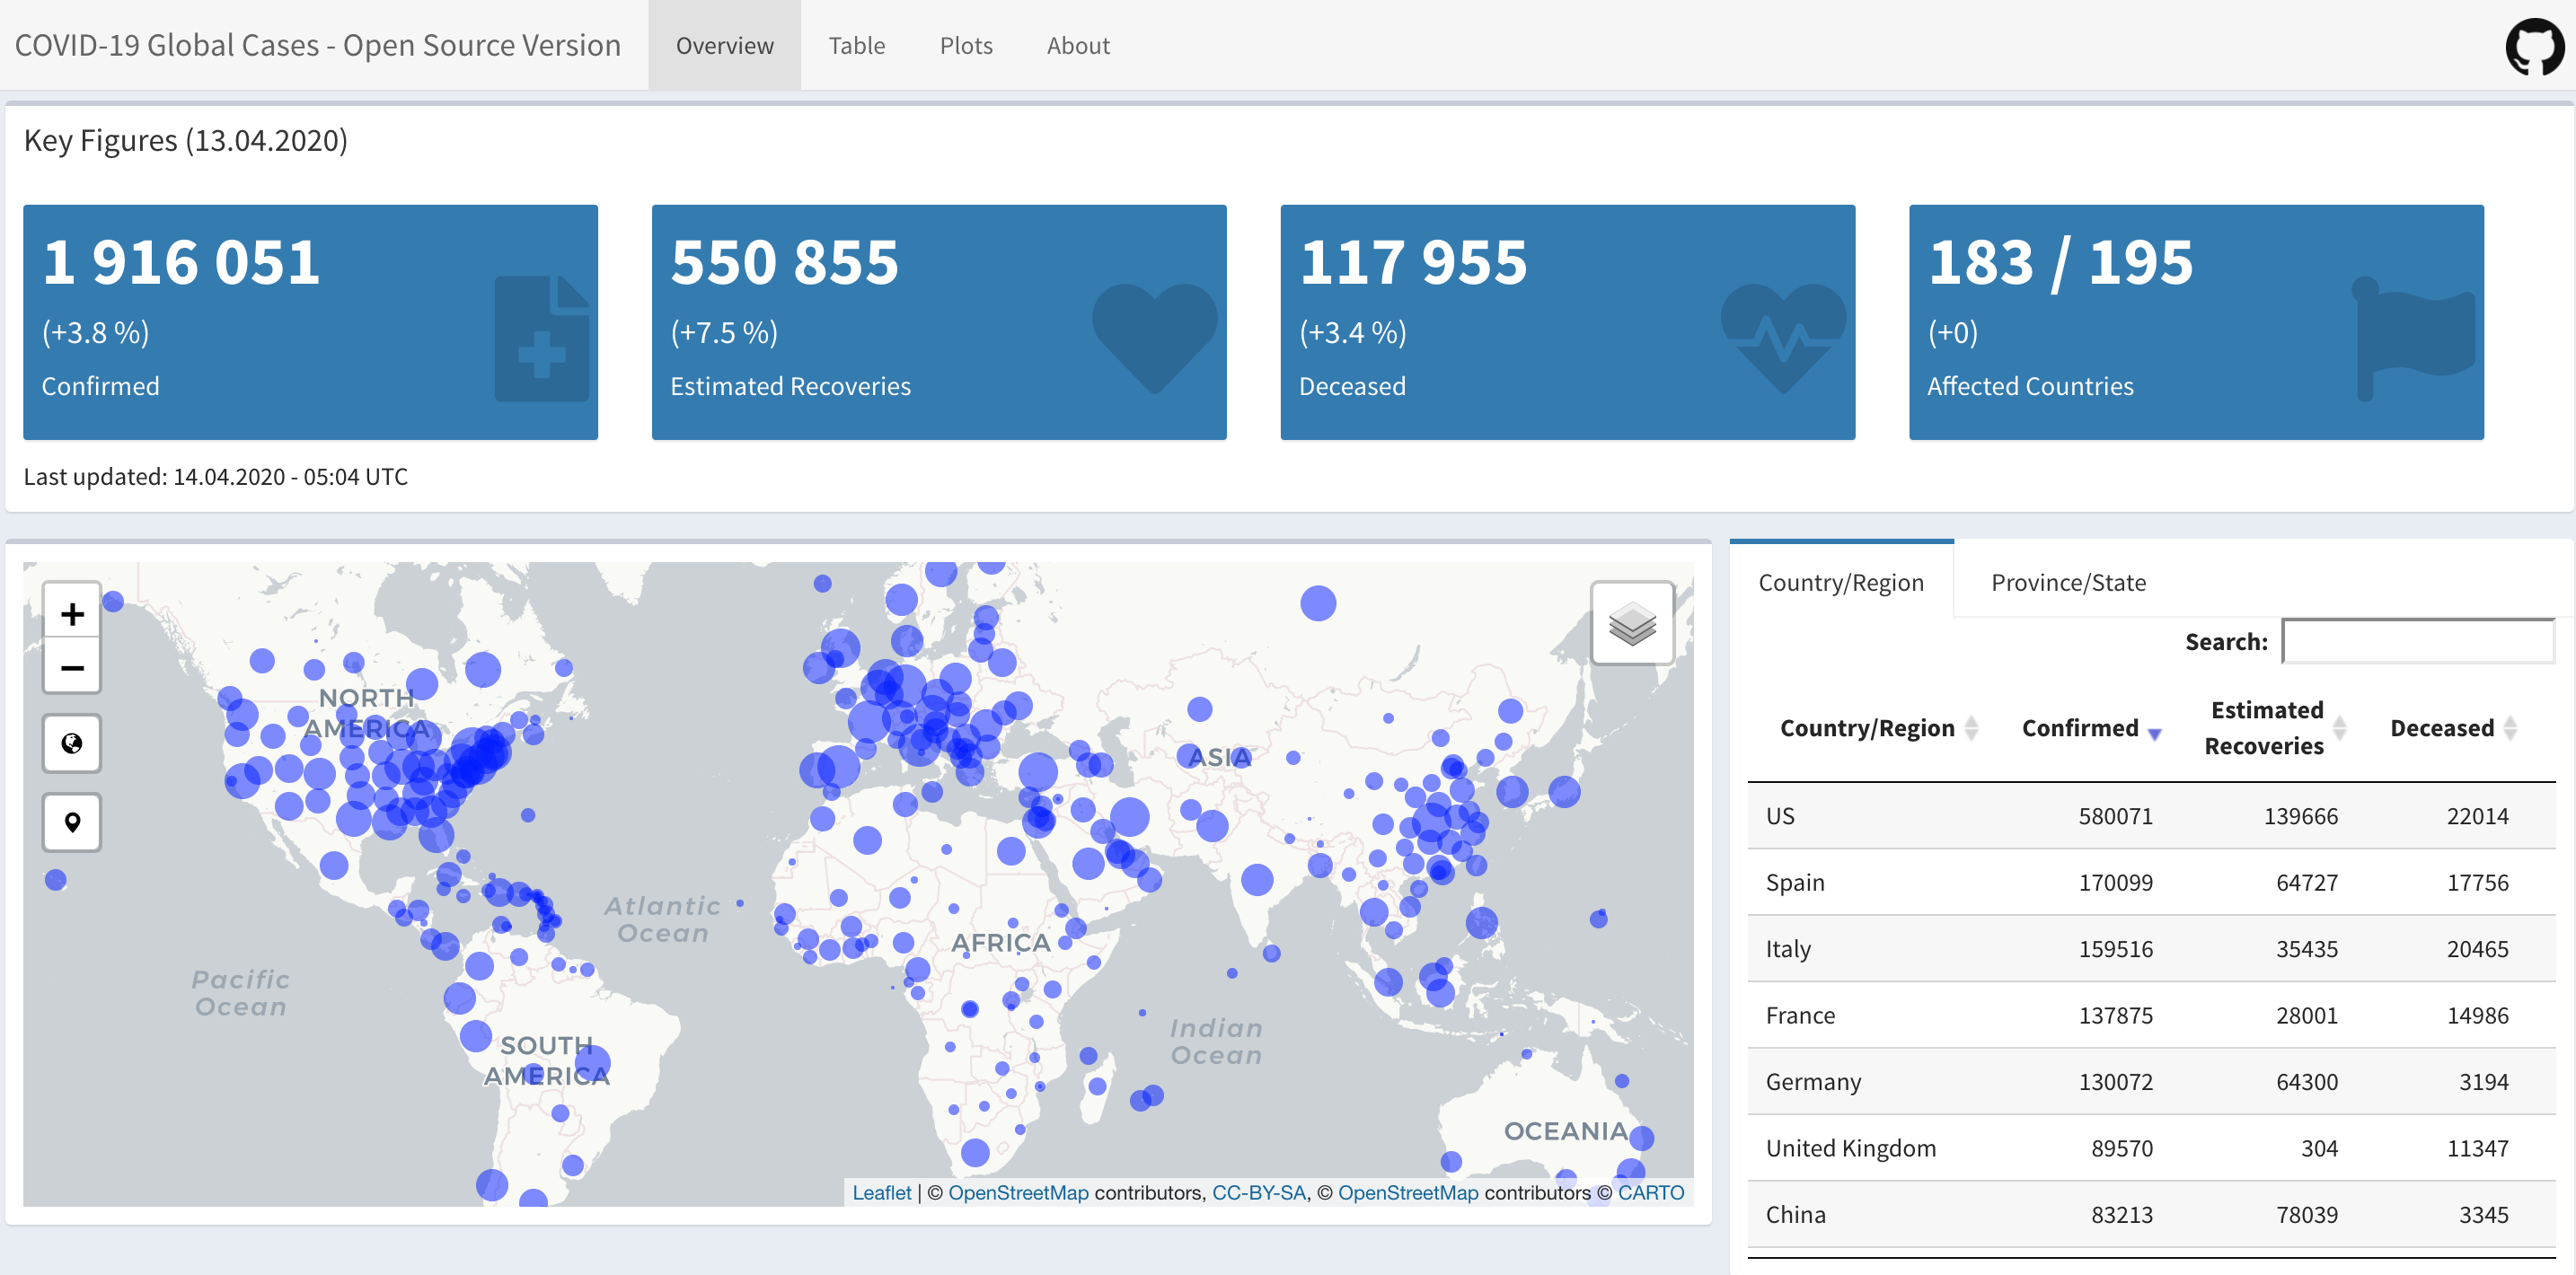 COVID-19 Global Cases - Open Source Version
Overview
Table
Plots
About
Key Figures (13.04.2020)
1 916 051
(+3.8 %)
Confirmed
550 855
(+7.5 %)
Estimated Recoveries
117 955
(+3.4 %)
Deceased
183 / 195
(+0)
Affected Countries
Last updated: 14.04.2020 - 05:04 UTC
+
−
NORTH
AMERICA
ASIA
Atlantic
Ocean
AFRICA
Pacific
Ocean
Indian
Ocean
SOUTH
AMERICA
OCEANIA
Leaflet | © OpenStreetMap contributors, CC-BY-SA, © OpenStreetMap contributors © CARTO
Country/Region
Province/State
Search:
Country/Region Confirmed Estimated Recoveries Deceased
US 580071 139666 22014
Spain 170099 64727 17756
Italy 159516 35435 20465
France 137875 28001 14986
Germany 130072 64300 3194
United Kingdom 89570 304 11347
China 83213 78039 3345